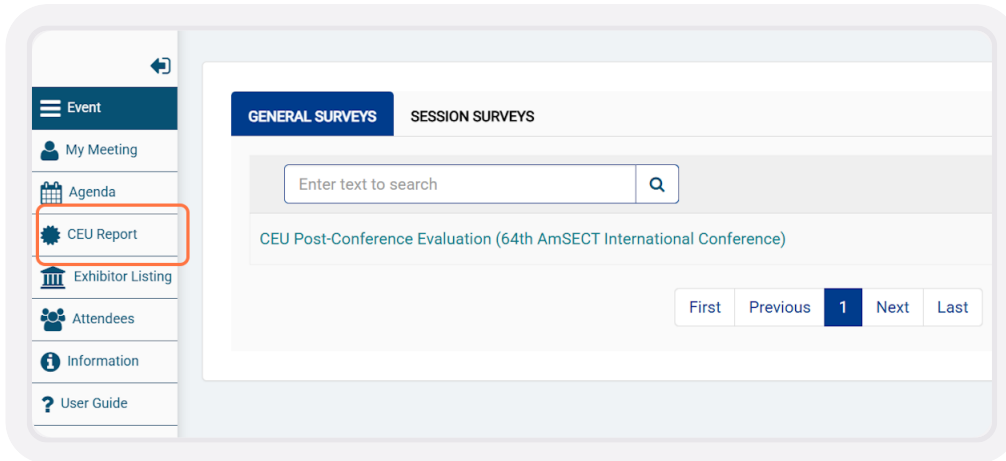 Event
My Meeting
Agenda
CEU Report
Exhibitor Listing
Attendees
Information
User Guide
GENERAL SURVEYS
SESSION SURVEYS
Enter text to search
CEU Post-Conference Evaluation (64th AmSECT International Conference)
First Previous 1 Next Last